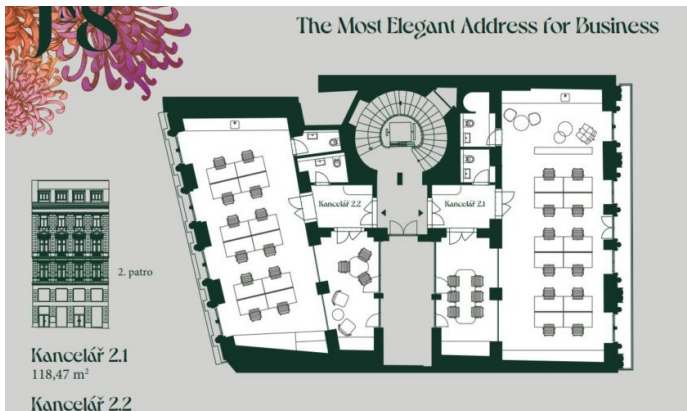 J&8
The Most Elegant Address for Business
Kancelář 2.2
Kancelář 2.1
2. patro
Kancelář 2.1
118,47 m²
Kancelář 2.2